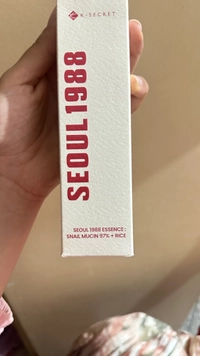 K-SECRET
SEOUL1988
SEOUL 1988 ESSENCE :
SNAIL MUCIN 97% + RICE